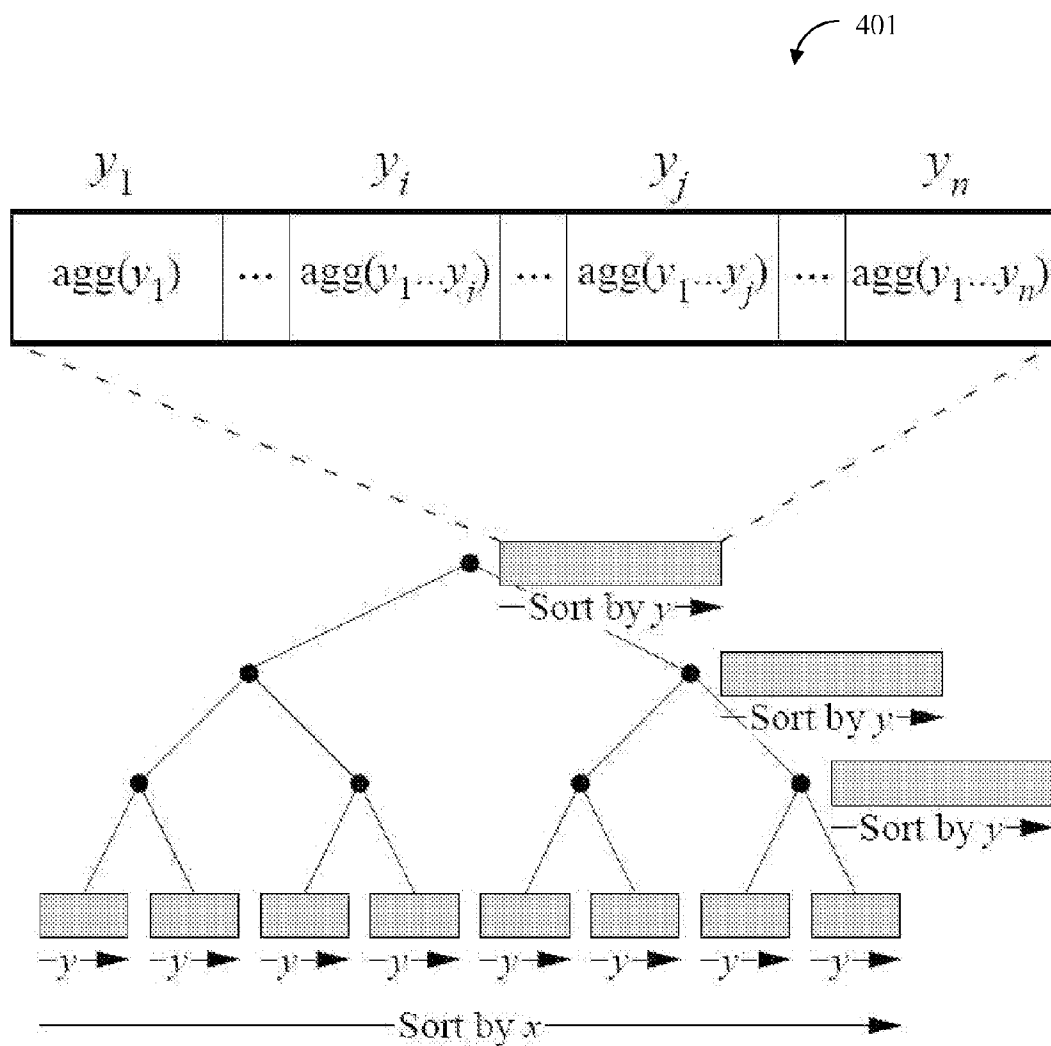 401
y₁ yᵢ yⱼ yₙ
agg(y₁) ... agg(y₁...yᵢ) ... agg(y₁...yⱼ) ... agg(y₁...yₙ)
Sort by y
Sort by y
Sort by y
y y y y y y y y
Sort by x